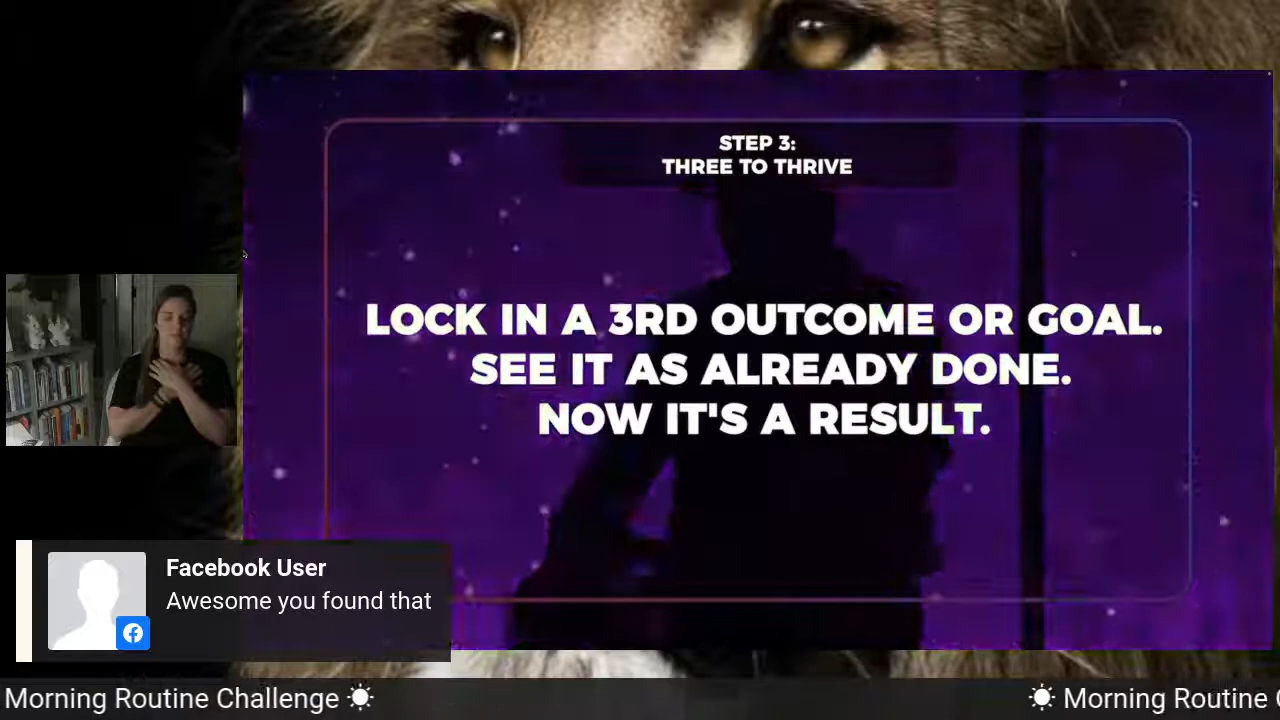 STEP 3:
THREE TO THRIVE
LOCK IN A 3RD OUTCOME OR GOAL.
SEE IT AS ALREADY DONE.
NOW IT'S A RESULT.
Facebook User
Awesome you found that
Morning Routine Challenge ☀ ☀ Morning Routine